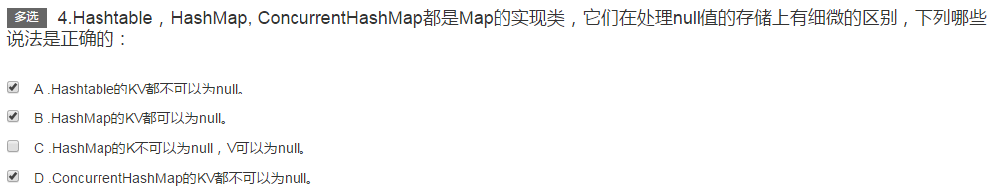 多选 4.Hashtable，HashMap, ConcurrentHashMap都是Map的实现类，它们在处理null值的存储上有细微的区别，下列哪些
说法是正确的：
A .Hashtable的KV都不可以为null。
B .HashMap的KV都可以为null。
C .HashMap的K不可以为null，V可以为null。
D .ConcurrentHashMap的KV都不可以为null。